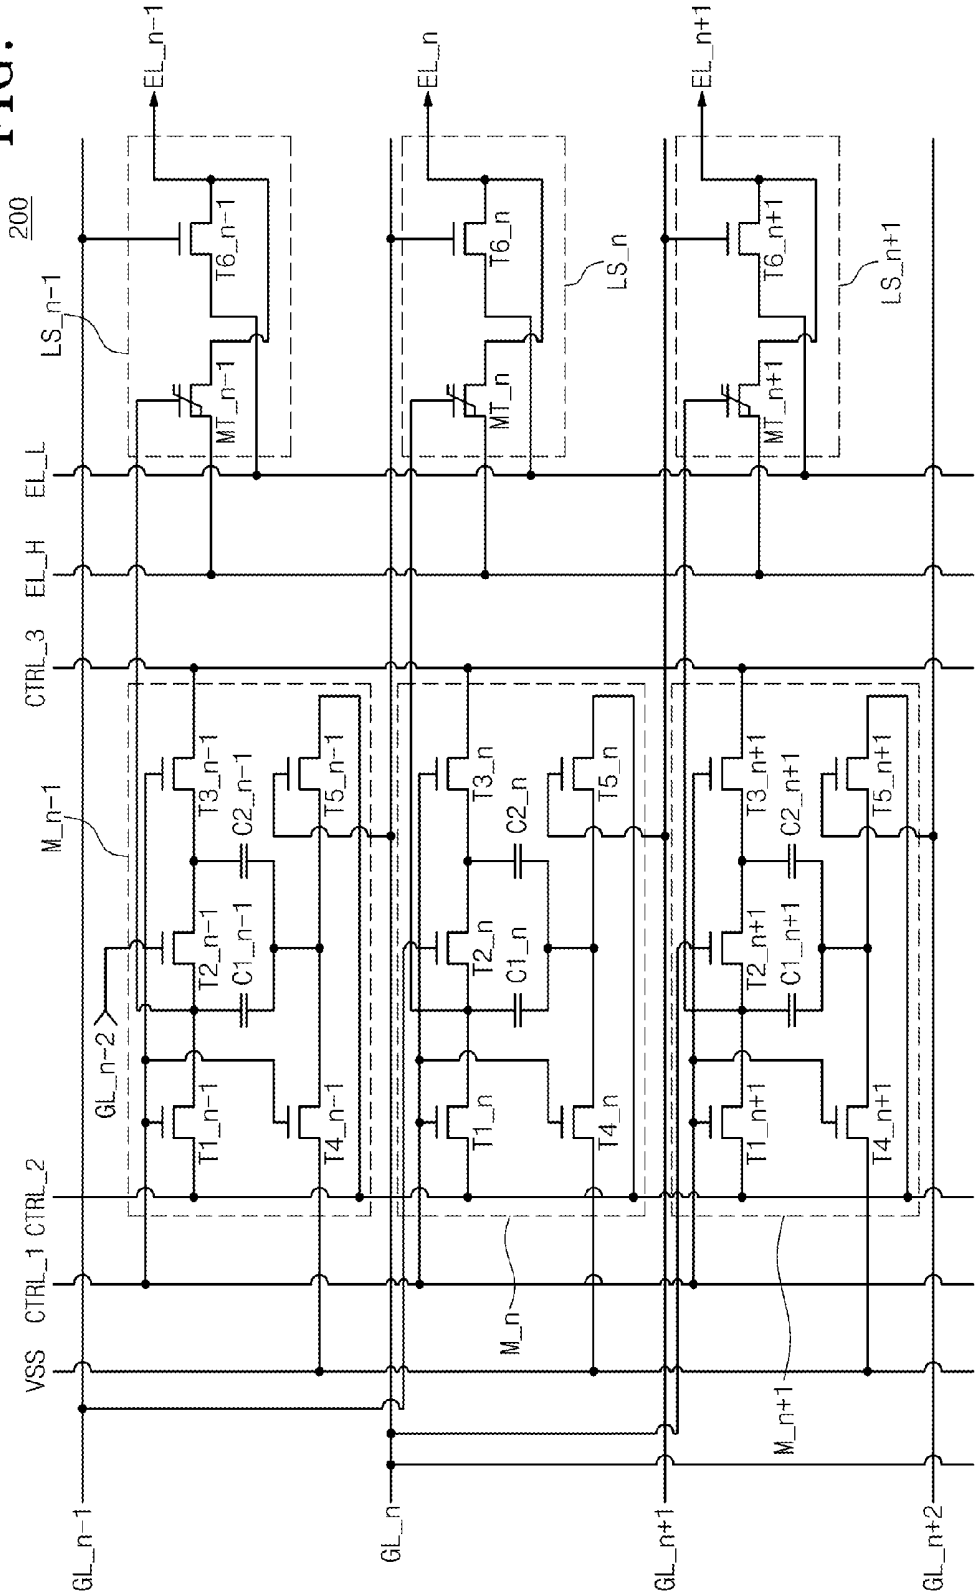 FIG.
200
GL_n-1
VSS
CTRL_1
CTRL_2
CTRL_3
EL_H
EL_L
GL_n-2
M_n-1
LS_n-1
EL_n-1
T1_n-1
T2_n-1
T3_n-1
C1_n-1
C2_n-1
T4_n-1
T5_n-1
MT_n-1
T6_n-1
GL_n
EL_n
T1_n
T2_n
T3_n
C1_n
C2_n
T4_n
T5_n
MT_n
T6_n
M_n
LS_n
GL_n+1
EL_n+1
T1_n+1
T2_n+1
T3_n+1
C1_n+1
C2_n+1
T4_n+1
T5_n+1
MT_n+1
T6_n+1
M_n+1
LS_n+1
GL_n+2